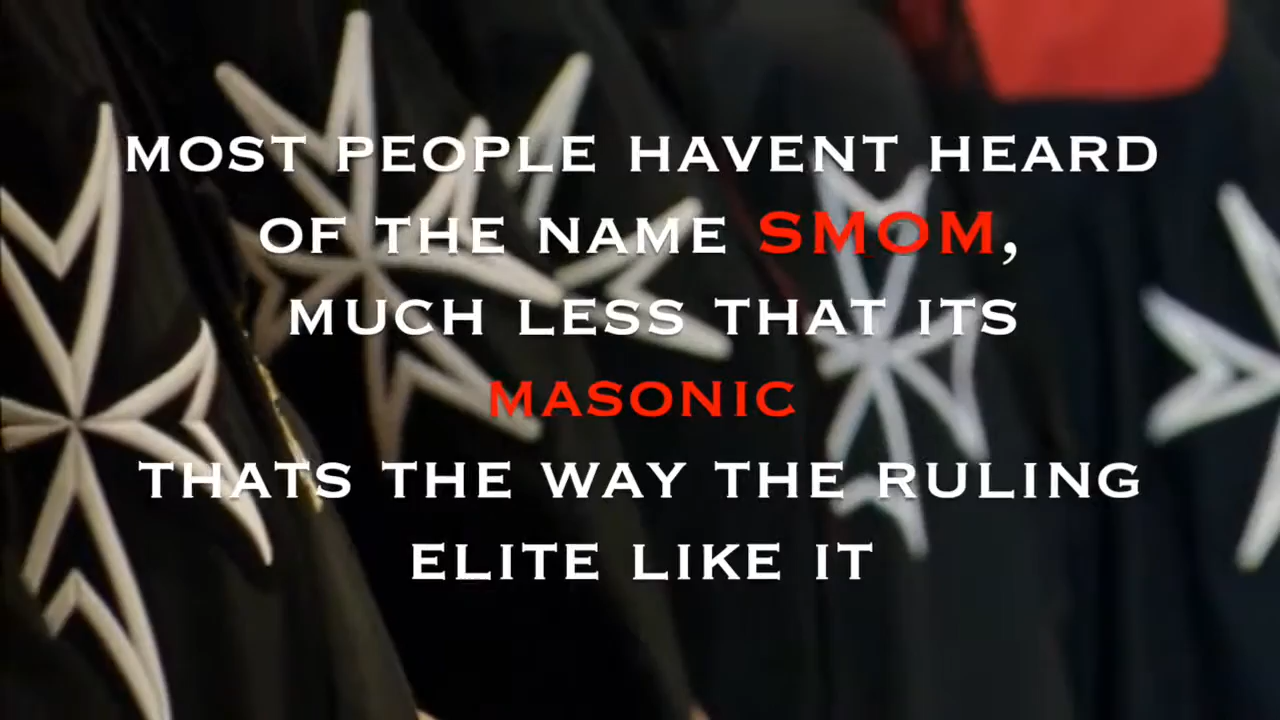 MOST PEOPLE HAVENT HEARD
OF THE NAME SMOM,
MUCH LESS THAT ITS
MASONIC
THATS THE WAY THE RULING
ELITE LIKE IT